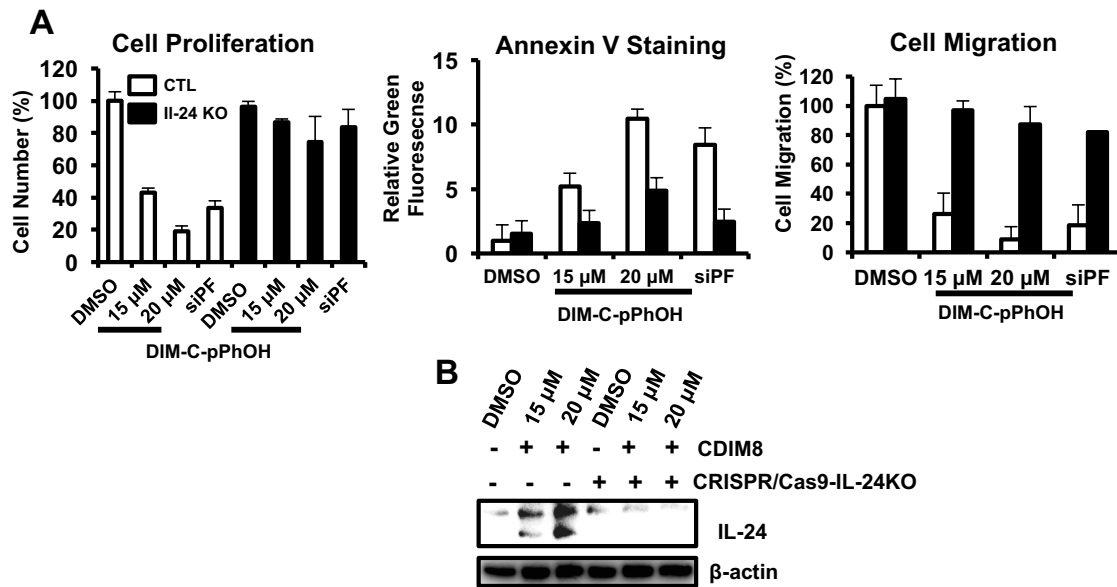 A
Cell Proliferation
Cell Number (%)
120
100
80
60
40
20
0
CTL
II-24 KO
DMSO
15 µM
20 µM
siPF
DMSO
15 µM
20 µM
siPF
DIM-C-pPhOH
Annexin V Staining
Relative Green
Fluoresecnse
15
10
5
0
DMSO
15 µM
20 µM
siPF
DIM-C-pPhOH
Cell Migration
Cell Migration (%)
120
100
80
60
40
20
0
DMSO
15 µM
20 µM
siPF
DIM-C-pPhOH
B
DMSO
15 µM
20 µM
DMSO
15 µM
20 µM
- + + - + + CDIM8
- - - + + + CRISPR/Cas9-IL-24KO
IL-24
β-actin